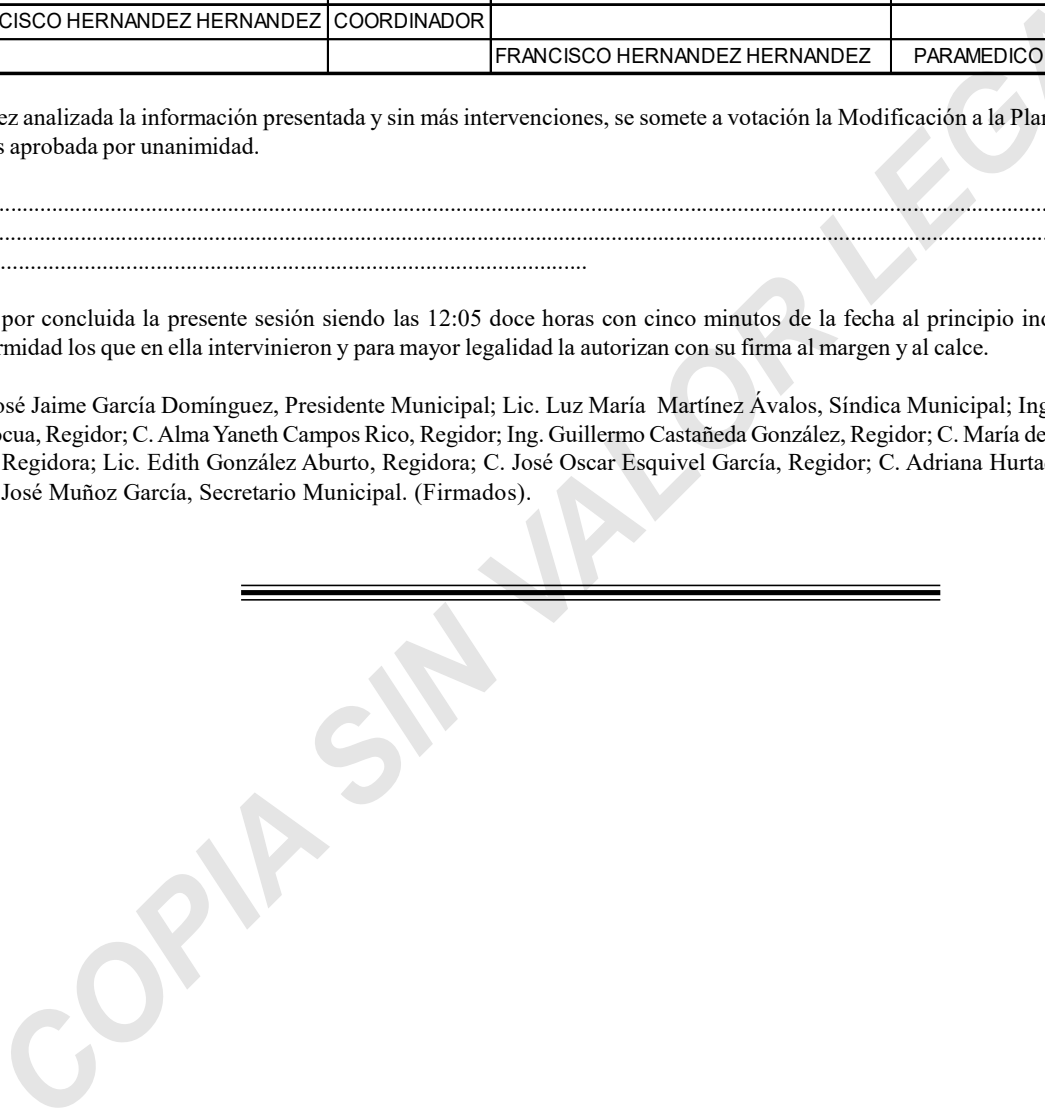 CISCO HERNANDEZ HERNANDEZ COORDINADOR
FRANCISCO HERNANDEZ HERNANDEZ PARAMEDICO
ez analizada la información presentada y sin más intervenciones, se somete a votación la Modificación a la Plan
s aprobada por unanimidad.
por concluida la presente sesión siendo las 12:05 doce horas con cinco minutos de la fecha al principio ind
rmidad los que en ella intervinieron y para mayor legalidad la autorizan con su firma al margen y al calce.
osé Jaime García Domínguez, Presidente Municipal; Lic. Luz María Martínez Ávalos, Síndica Municipal; Ing
ocua, Regidor; C. Alma Yaneth Campos Rico, Regidor; Ing. Guillermo Castañeda González, Regidor; C. María de
Regidora; Lic. Edith González Aburto, Regidora; C. José Oscar Esquivel García, Regidor; C. Adriana Hurta
José Muñoz García, Secretario Municipal. (Firmados).
COPIA SIN VALOR LEGA